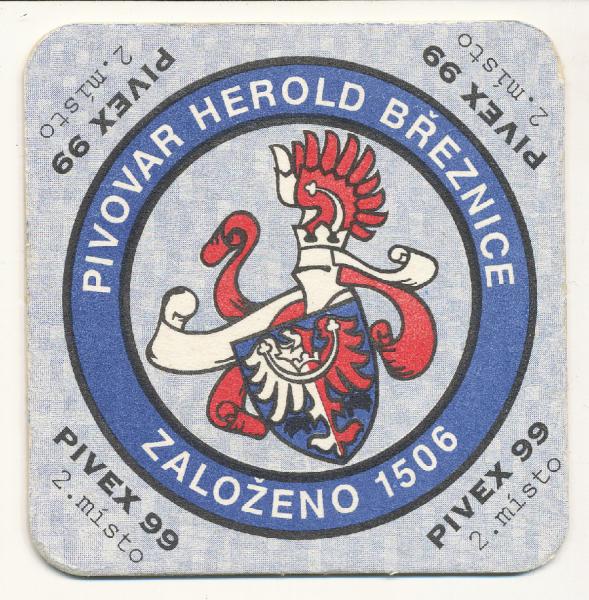 PIVEX 99
2.místo
PIVEX 99
2.místo
PIVOVAR HEROLD BŘEZNICE
ZALOŽENO 1506
PIVEX 99
2.místo
PIVEX 99
2.místo